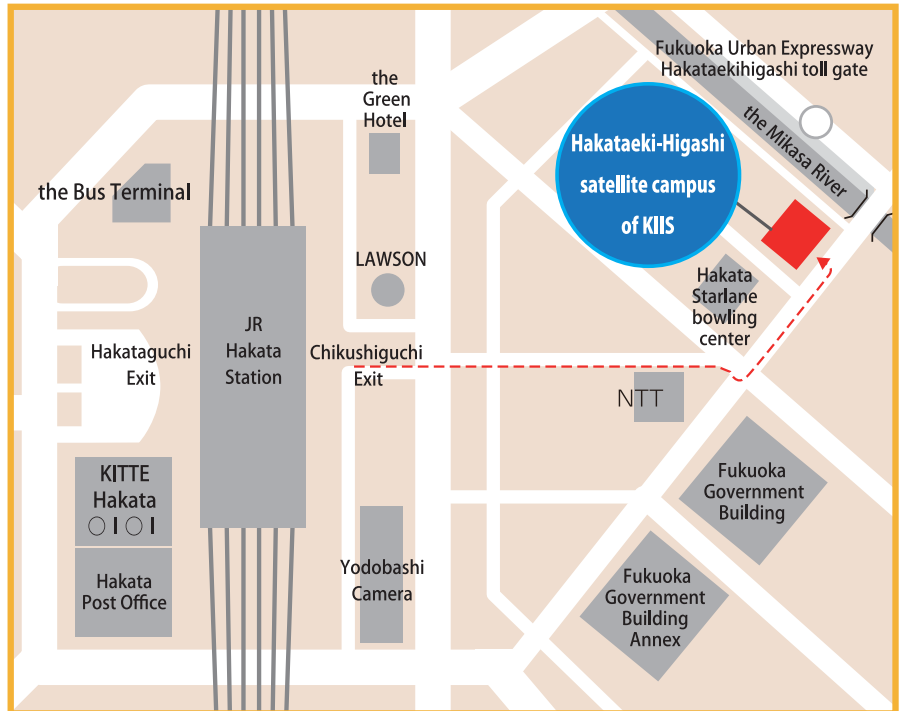 Fukuoka Urban Expressway
Hakataekihigashi toll gate
the
Green
Hotel
the Mikasa River
Hakataeki-Higashi
satellite campus
of KIIS
the Bus Terminal
LAWSON
Hakata
Starlane
bowling
center
JR
Hakata
Station
Hakataguchi
Exit
Chikushiguchi
Exit
NTT
KITTE
Hakata
○I○I
Fukuoka
Government
Building
Hakata
Post Office
Yodobashi
Camera
Fukuoka
Government
Building
Annex